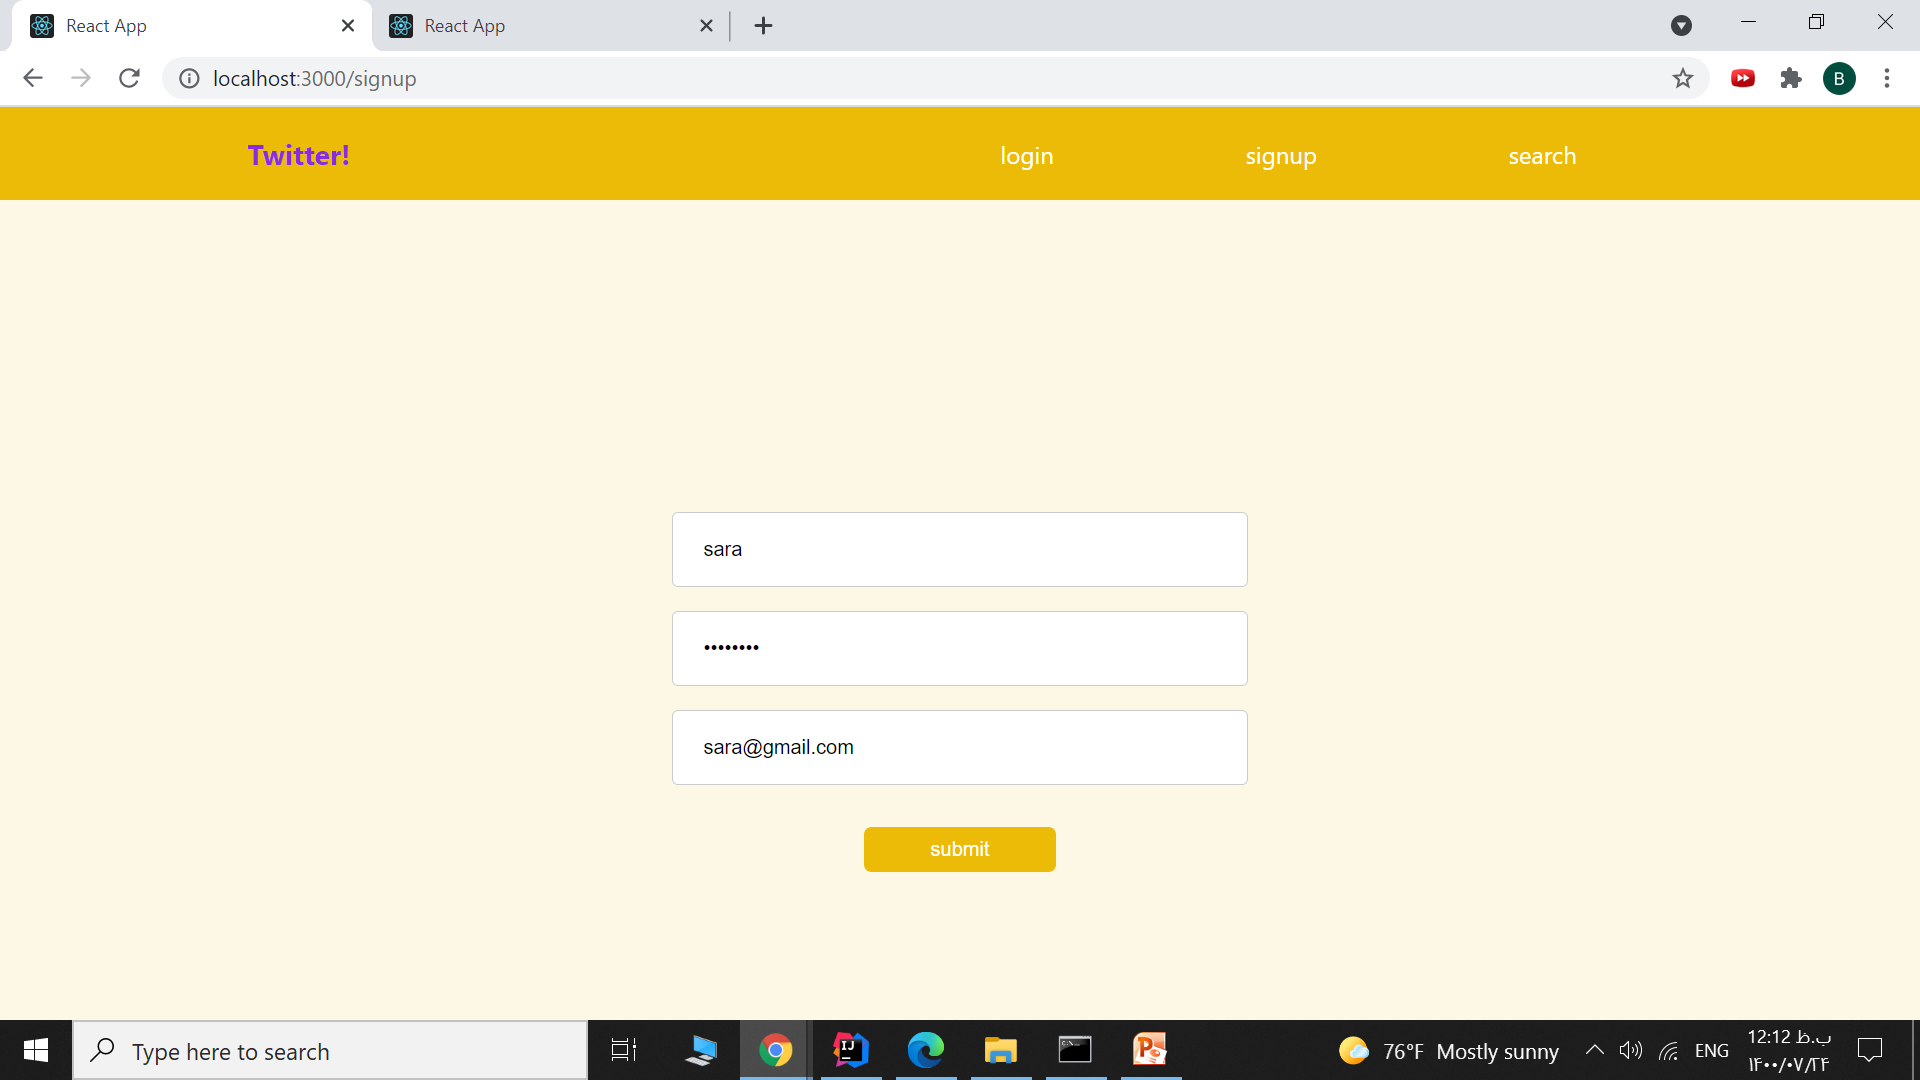 React App
React App
localhost:3000/signup
B
Twitter!
login
signup
search
sara
••••••••
sara@gmail.com
submit
Type here to search
76°F Mostly sunny
ENG
12:12 ب.ظ
۱۴۰۰/۰۷/۲۴